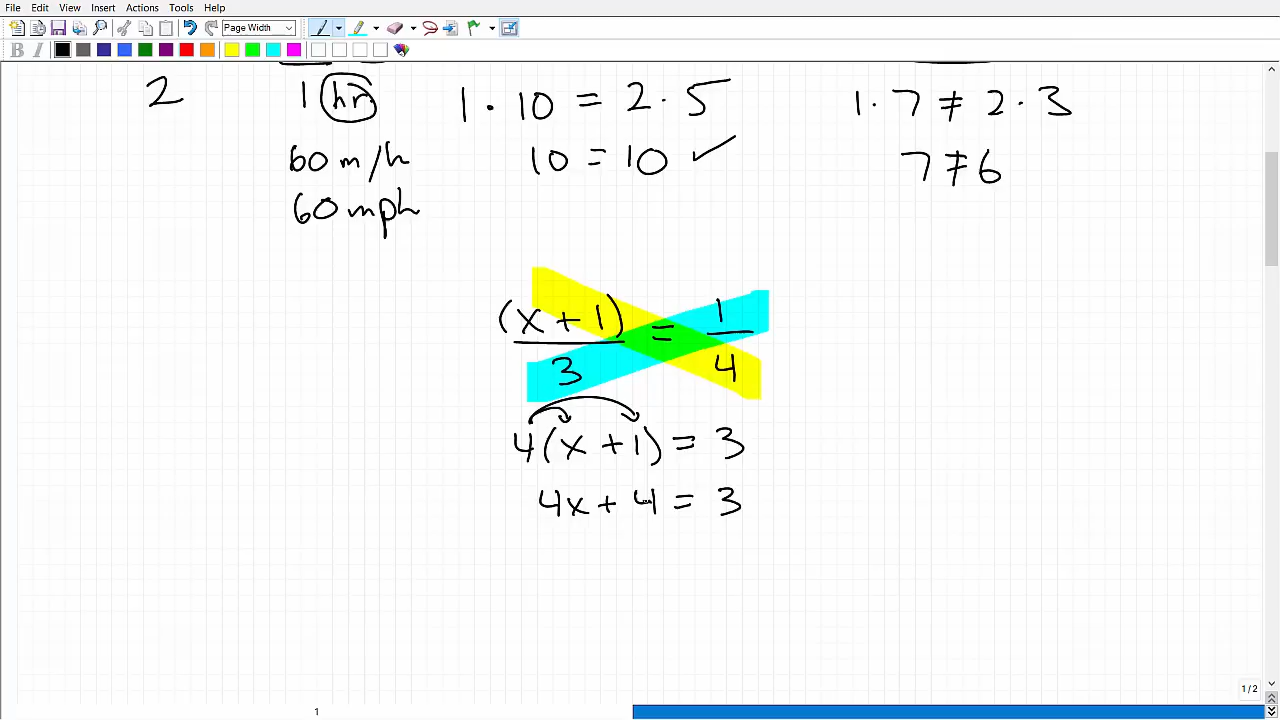 File Edit View Insert Actions Tools Help
Page Width
B I
2
1 hr
60 m/h
60 mph
1 · 10 = 2 · 5
10 = 10 ✓
1 · 7 ≠ 2 · 3
7 ≠ 6
(x + 1)/3 = 1/4
4(x + 1) = 3
4x + 4 = 3
1/2
1